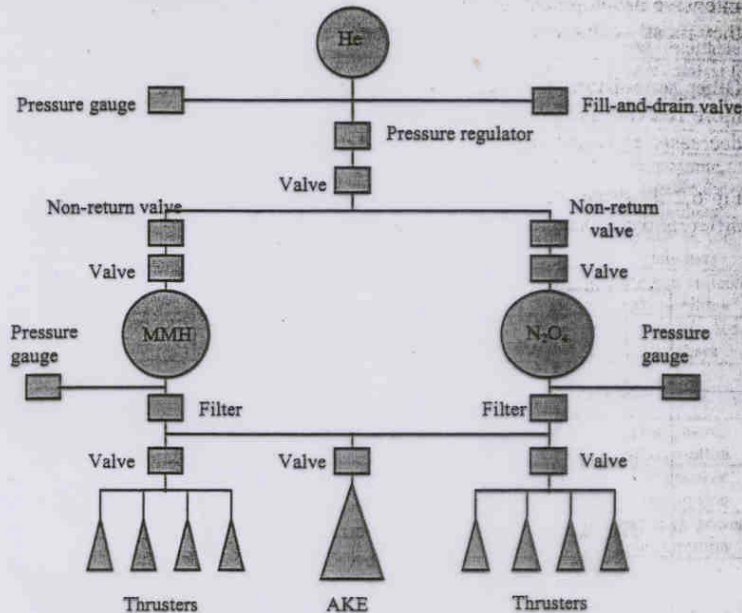 He
Pressure gauge
Fill-and-drain valve
Pressure regulator
Valve
Non-return valve
Non-return
valve
Valve
Valve
MMH
N₂O₄
Pressure
gauge
Pressure
gauge
Filter
Filter
Valve
Valve
Valve
Thrusters
AKE
Thrusters